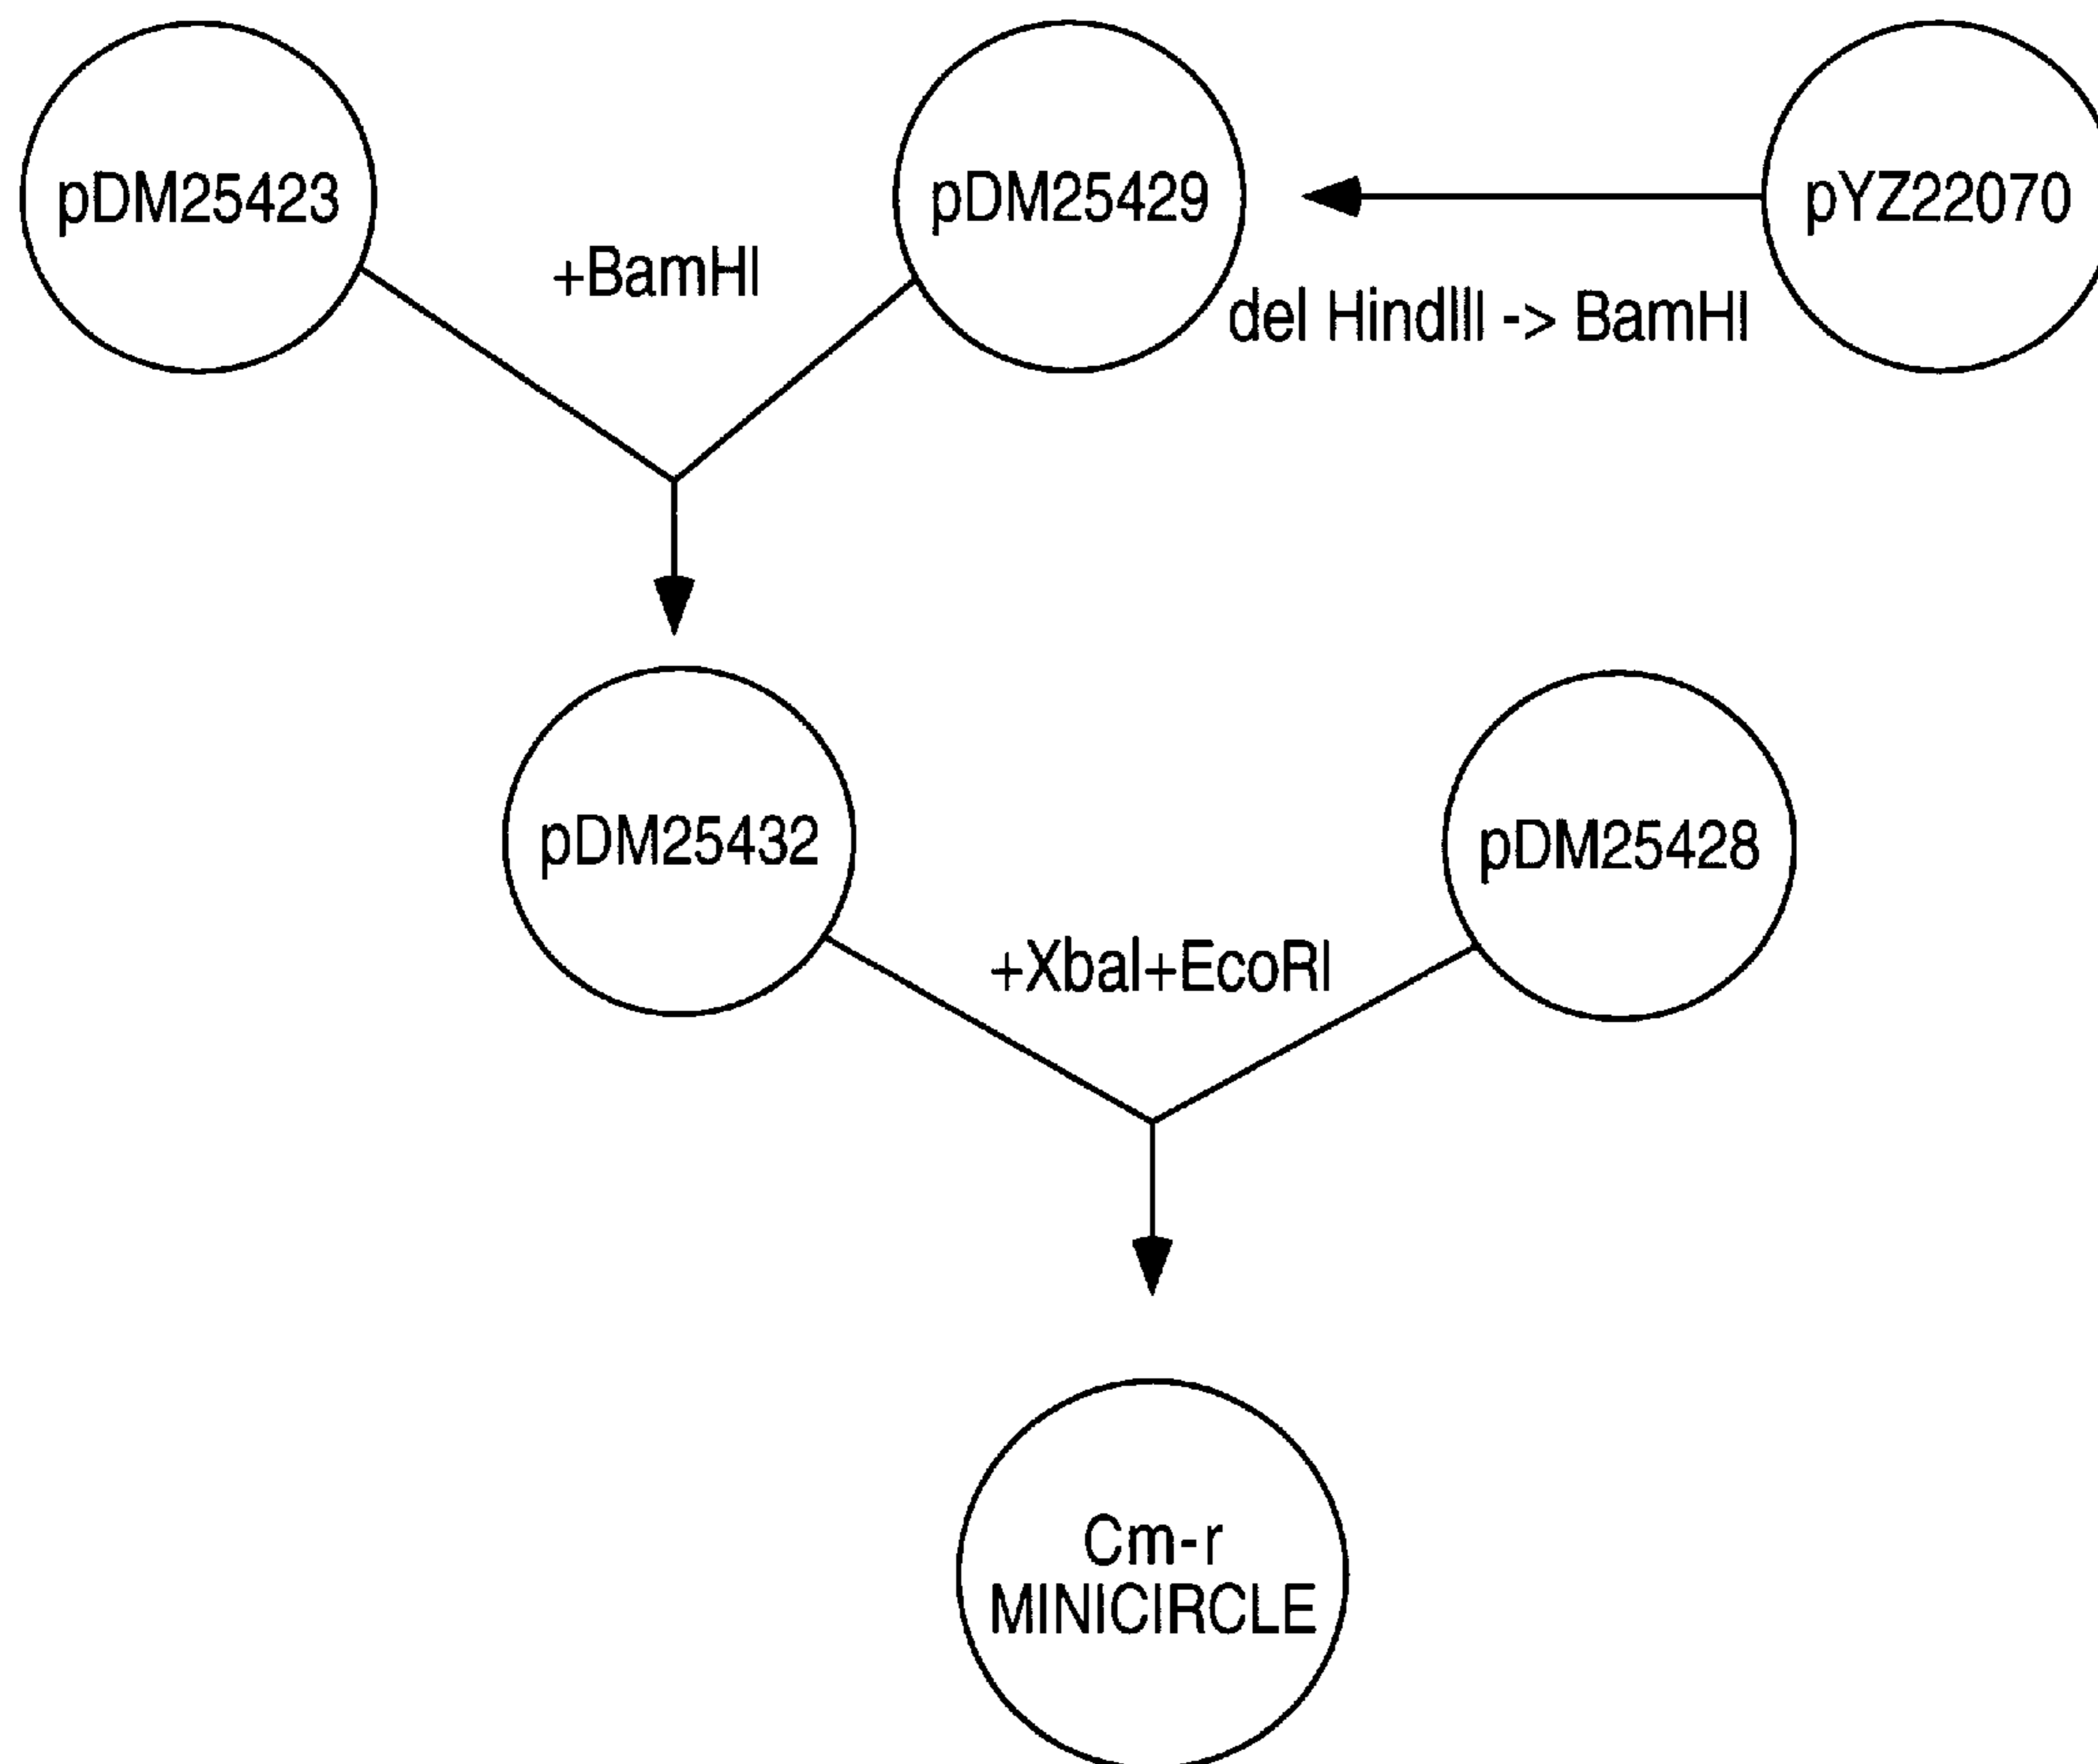 pDM25423
pDM25429
pYZ22070
+BamHI
del HindIII -> BamHI
pDM25432
pDM25428
+XbaI+EcoRI
Cm-r
MINICIRCLE